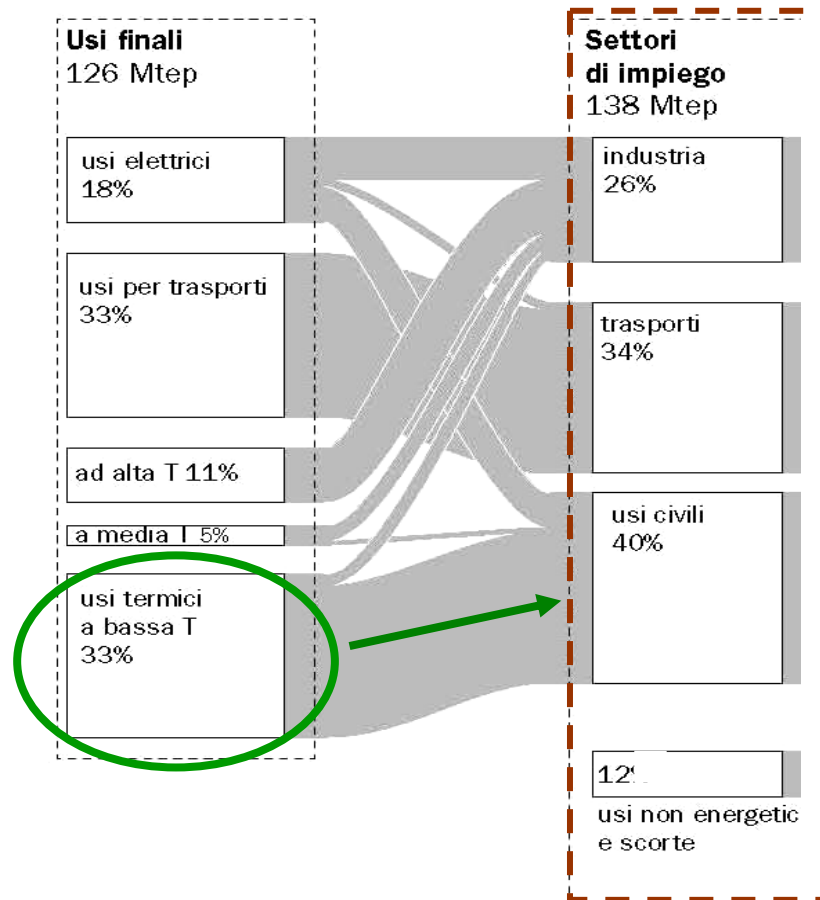 Usi finali
126 Mtep
usi elettrici
18%
usi per trasporti
33%
ad alta T 11%
a media T 5%
usi termici
a bassa T
33%
Settori
di impiego
138 Mtep
industria
26%
trasporti
34%
usi civili
40%
usi non energetic
e scorte